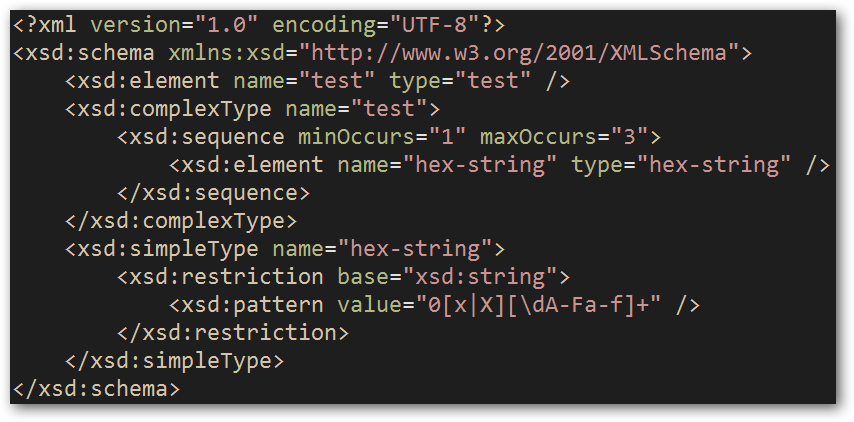 <?xml version="1.0" encoding="UTF-8"?>
<xsd:schema xmlns:xsd="http://www.w3.org/2001/XMLSchema">
    <xsd:element name="test" type="test" />
    <xsd:complexType name="test">
        <xsd:sequence minOccurs="1" maxOccurs="3">
            <xsd:element name="hex-string" type="hex-string" />
        </xsd:sequence>
    </xsd:complexType>
    <xsd:simpleType name="hex-string">
        <xsd:restriction base="xsd:string">
            <xsd:pattern value="0[x|X][\dA-Fa-f]+" />
        </xsd:restriction>
    </xsd:simpleType>
</xsd:schema>